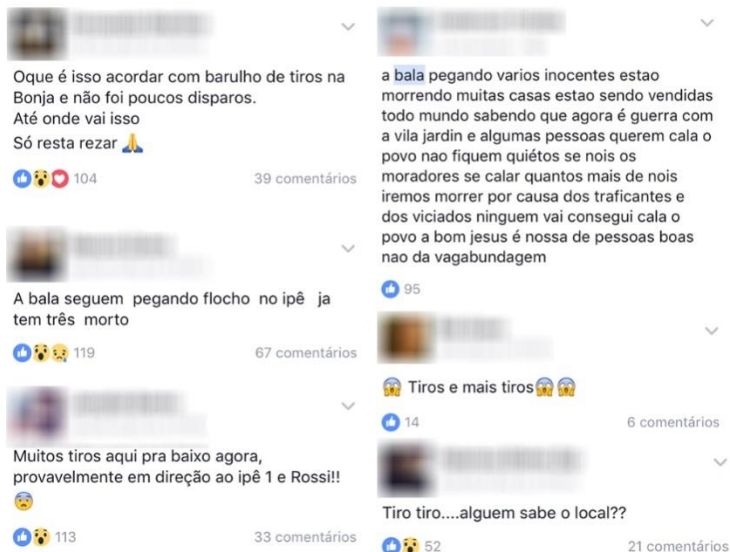 Oque é isso acordar com barulho de tiros na
Bonja e não foi poucos disparos.
Até onde vai isso
Só resta rezar 🙏
104
39 comentários
A bala seguem pegando flocho no ipê ja
tem três morto
119
67 comentários
Muitos tiros aqui pra baixo agora,
provavelmente em direção ao ipê 1 e Rossi!!
😨
113
33 comentários
a bala pegando varios inocentes estao
morrendo muitas casas estao sendo vendidas
todo mundo sabendo que agora é guerra com
a vila jardin e algumas pessoas querem cala o
povo nao fiquem quiétos se nois os
moradores se calar quantos mais de nois
iremos morrer por causa dos traficantes e
dos viciados ninguem vai consegui cala o
povo a bom jesus é nossa de pessoas boas
nao da vagabundagem
95
😱 Tiros e mais tiros😱😱
14
6 comentários
Tiro tiro....alguem sabe o local??
52
21 comentários